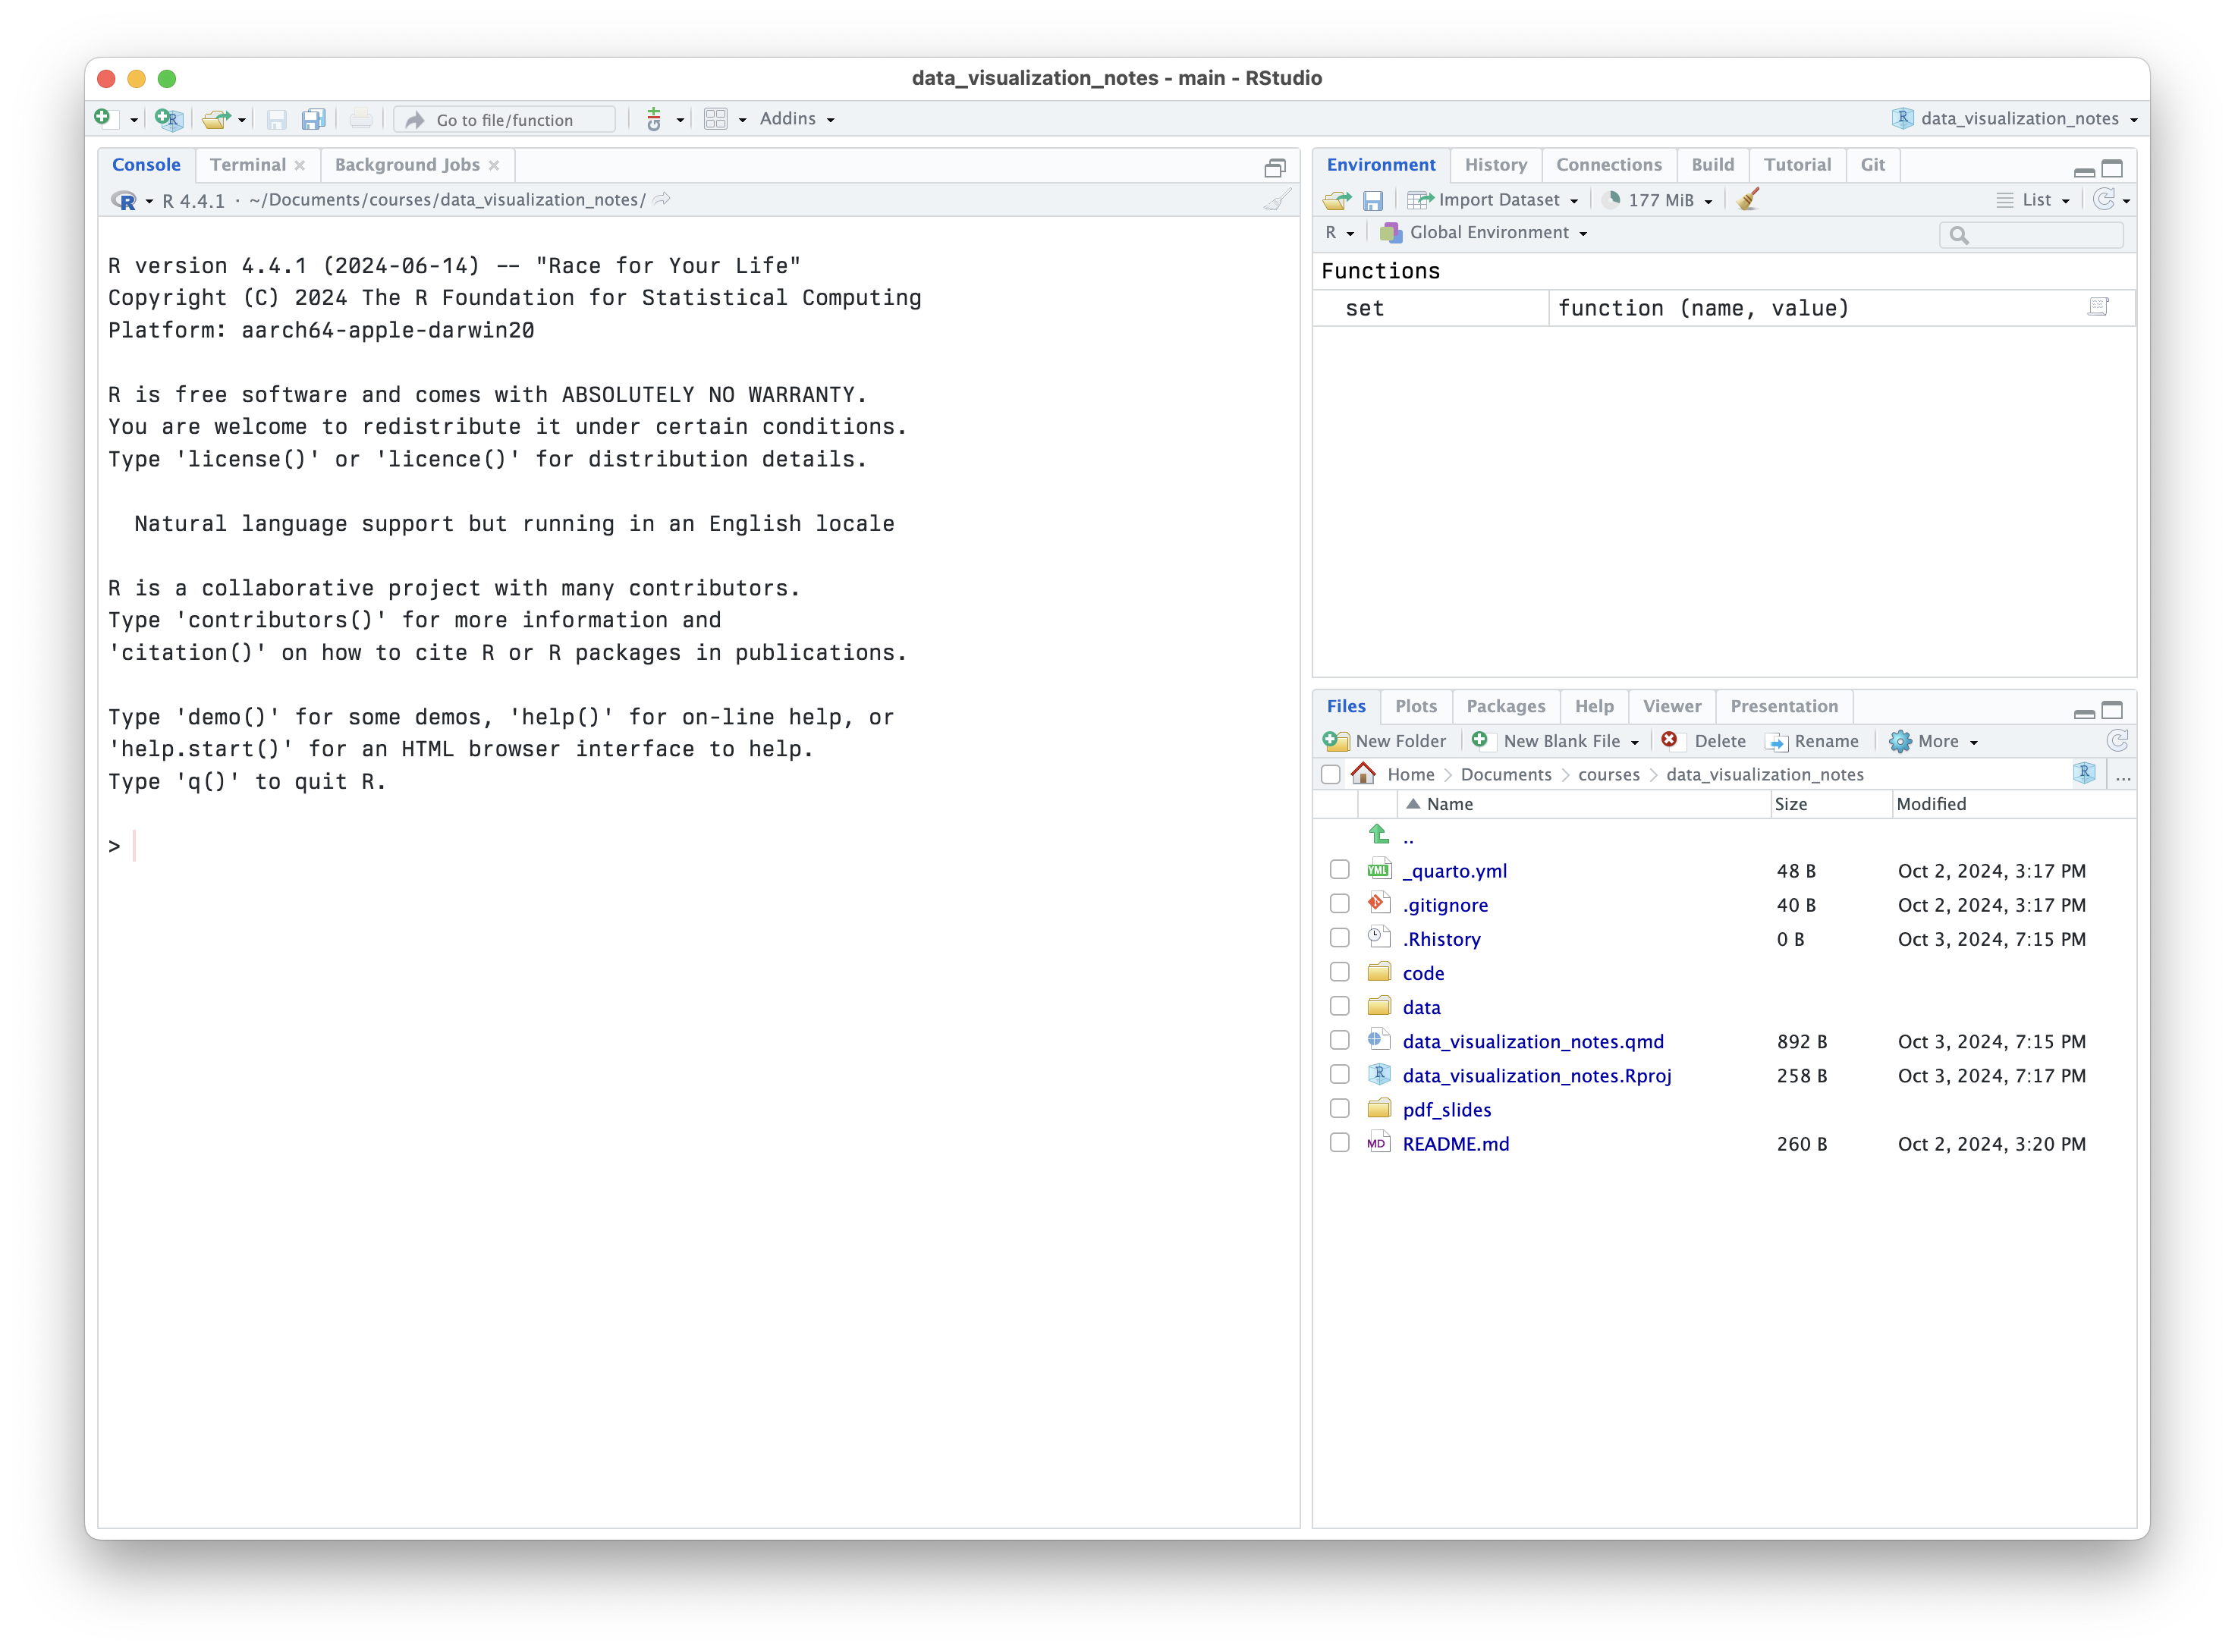 data_visualization_notes - main - RStudio
Go to file/function
Addins
data_visualization_notes
Console
Terminal
Background Jobs
R 4.4.1 · ~/Documents/courses/data_visualization_notes/
R version 4.4.1 (2024-06-14) -- "Race for Your Life"
Copyright (C) 2024 The R Foundation for Statistical Computing
Platform: aarch64-apple-darwin20
R is free software and comes with ABSOLUTELY NO WARRANTY.
You are welcome to redistribute it under certain conditions.
Type 'license()' or 'licence()' for distribution details.
Natural language support but running in an English locale
R is a collaborative project with many contributors.
Type 'contributors()' for more information and
'citation()' on how to cite R or R packages in publications.
Type 'demo()' for some demos, 'help()' for on-line help, or
'help.start()' for an HTML browser interface to help.
Type 'q()' to quit R.
>
Environment History Connections Build Tutorial Git
Import Dataset 177 MiB List
R Global Environment
Functions
set function (name, value)
Files Plots Packages Help Viewer Presentation
New Folder New Blank File Delete Rename More
Home Documents courses data_visualization_notes ...
Name Size Modified
..
YML _quarto.yml 48 B Oct 2, 2024, 3:17 PM
.gitignore 40 B Oct 2, 2024, 3:17 PM
.Rhistory 0 B Oct 3, 2024, 7:15 PM
code
data
data_visualization_notes.qmd 892 B Oct 3, 2024, 7:15 PM
data_visualization_notes.Rproj 258 B Oct 3, 2024, 7:17 PM
pdf_slides
MD README.md 260 B Oct 2, 2024, 3:20 PM